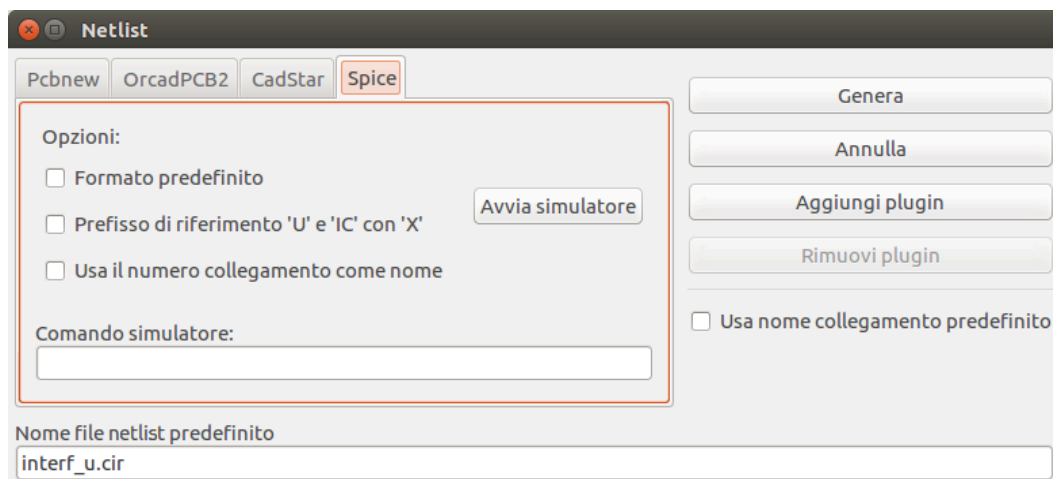 Netlist
Pcbnew OrcadPCB2 CadStar Spice
Opzioni:
Formato predefinito
Prefisso di riferimento 'U' e 'IC' con 'X'
Usa il numero collegamento come nome
Avvia simulatore
Comando simulatore:
Genera
Annulla
Aggiungi plugin
Rimuovi plugin
Usa nome collegamento predefinito
Nome file netlist predefinito
interf_u.cir